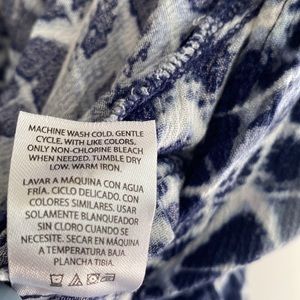 MACHINE WASH COLD, GENTLE
CYCLE, WITH LIKE COLORS.
ONLY NON-CHLORINE BLEACH
WHEN NEEDED. TUMBLE DRY
LOW. WARM IRON.
LAVAR A MÁQUINA CON AGUA
FRÍA. CICLO DELICADO. CON
COLORES SIMILARES. USAR
SOLAMENTE BLANQUEADOR
SIN CLORO CUANDO SE
NECESITE. SECAR EN MÁQUINA
A TEMPERATURA BAJA.
PLANCHA TIBIA.